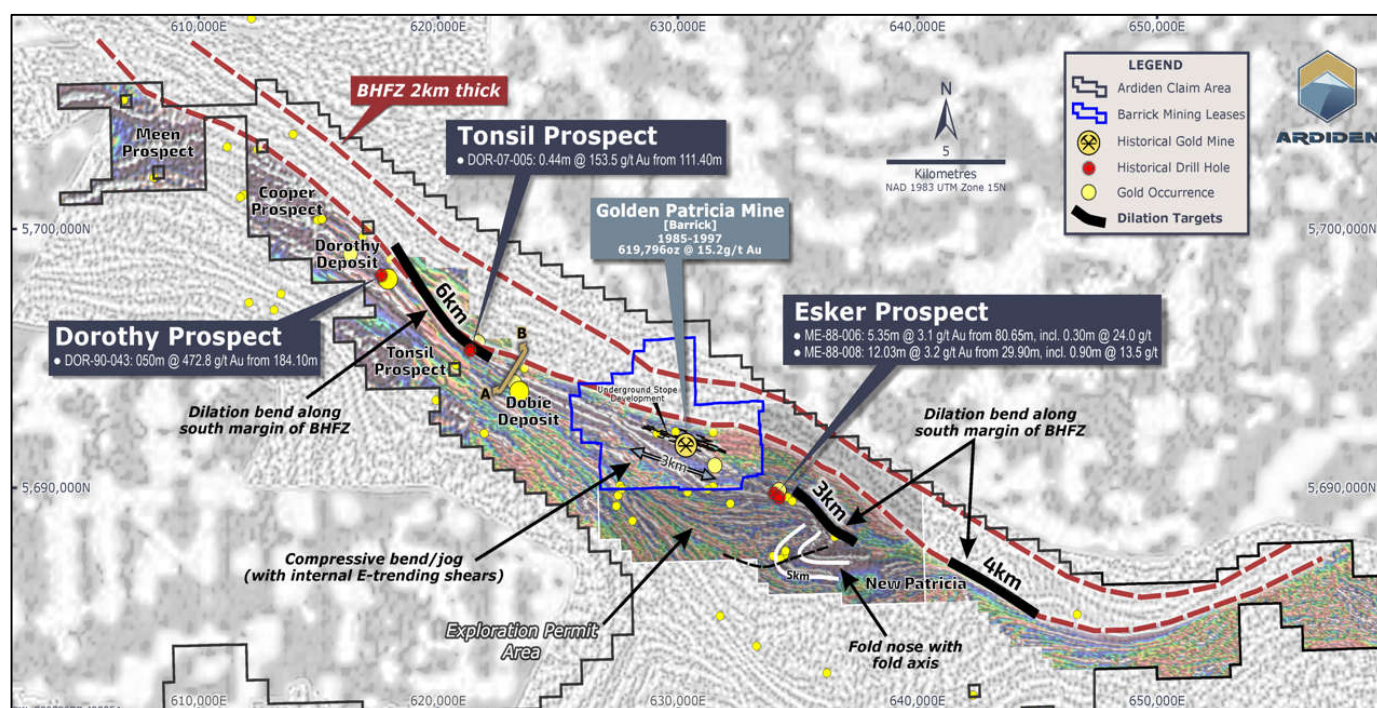 610,000E
620,000E
630,000E
640,000E
650,000E
BHFZ 2km thick
LEGEND
Ardiden Claim Area
Barrick Mining Leases
Historical Gold Mine
Historical Drill Hole
Gold Occurrence
Dilation Targets
ARDIDEN
N
5
Kilometres
NAD 1983 UTM Zone 15N
Meen
Prospect
Tonsil Prospect
● DOR-07-005: 0.44m @ 153.5 g/t Au from 111.40m
Cooper
Prospect
Golden Patricia Mine
[Barrick]
1985-1997
619,796oz @ 15.2g/t Au
5,700,000N
5,700,000N
Dorothy
Deposit
6km
Esker Prospect
● ME-88-006: 5.35m @ 3.1 g/t Au from 80.65m, incl. 0.30m @ 24.0 g/t
● ME-88-008: 12.03m @ 3.2 g/t Au from 29.90m, incl. 0.90m @ 13.5 g/t
Dorothy Prospect
● DOR-90-043: 050m @ 472.8 g/t Au from 184.10m
Tonsil
Prospect
B
A
Dobie
Deposit
Underground Stope
Development
Dilation bend along
south margin of BHFZ
Dilation bend along
south margin of BHFZ
3km
5,690,000N
5,690,000N
3km
Compressive bend/jog
(with internal E-trending shears)
5km
New Patricia
4km
Exploration Permit
Area
Fold nose with
fold axis
610,000E
620,000E
630,000E
640,000E
650,000E